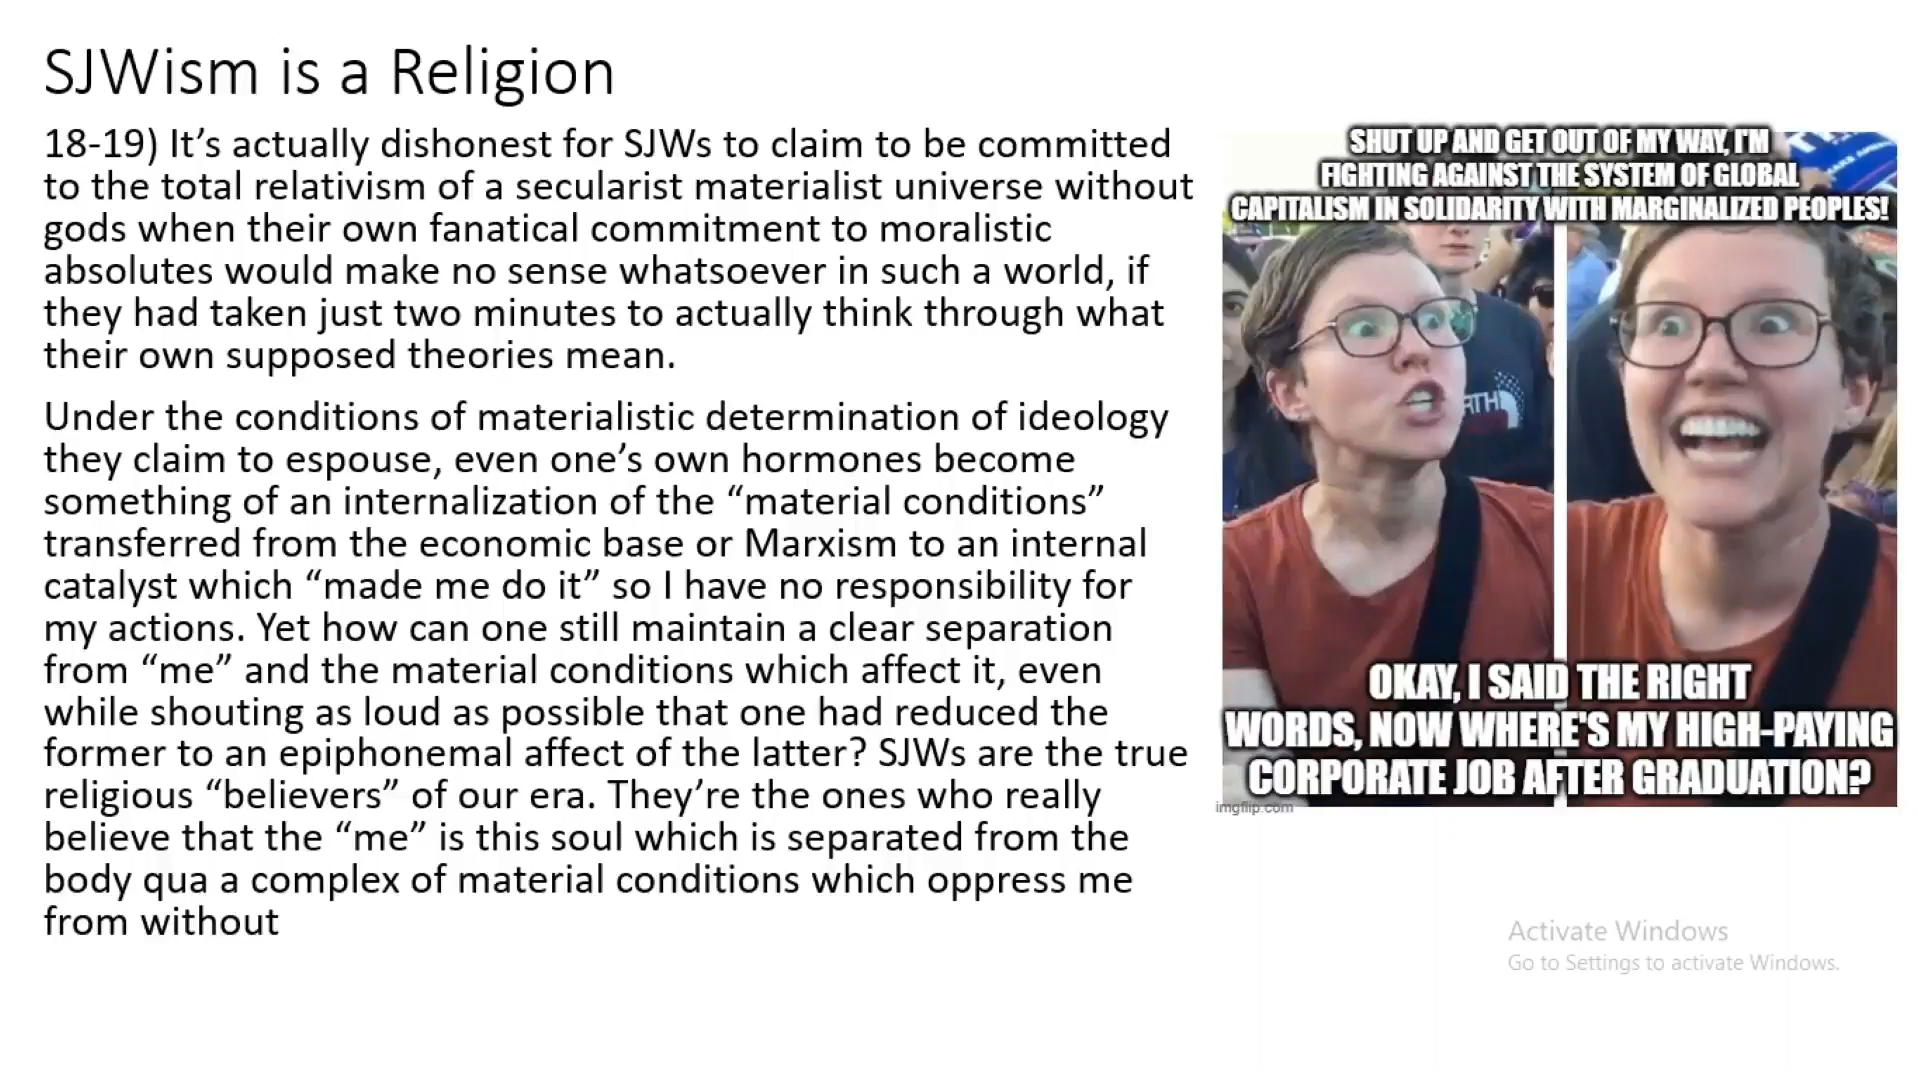 SJWism is a Religion
18-19) It’s actually dishonest for SJWs to claim to be committed
to the total relativism of a secularist materialist universe without
gods when their own fanatical commitment to moralistic
absolutes would make no sense whatsoever in such a world, if
they had taken just two minutes to actually think through what
their own supposed theories mean.
Under the conditions of materialistic determination of ideology
they claim to espouse, even one’s own hormones become
something of an internalization of the “material conditions”
transferred from the economic base or Marxism to an internal
catalyst which “made me do it” so I have no responsibility for
my actions. Yet how can one still maintain a clear separation
from “me” and the material conditions which affect it, even
while shouting as loud as possible that one had reduced the
former to an epiphonemal affect of the latter? SJWs are the true
religious “believers” of our era. They’re the ones who really
believe that the “me” is this soul which is separated from the
body qua a complex of material conditions which oppress me
from without
SHUT UP AND GET OUT OF MY WAY, I'M
FIGHTING AGAINST THE SYSTEM OF GLOBAL
CAPITALISM IN SOLIDARITY WITH MARGINALIZED PEOPLES!
OKAY, I SAID THE RIGHT
WORDS, NOW WHERE'S MY HIGH-PAYING
CORPORATE JOB AFTER GRADUATION?
imgflip.com
Activate Windows
Go to Settings to activate Windows.